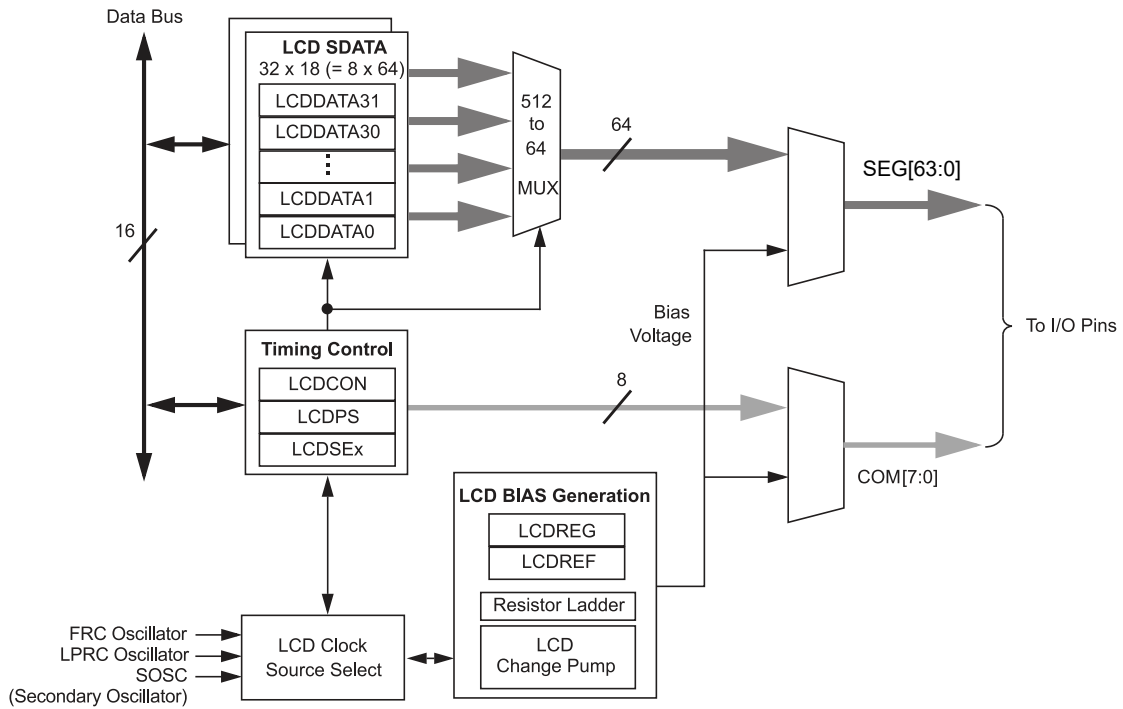 Data Bus
LCD SDATA
32 x 18 (= 8 x 64)
LCDDATA31
LCDDATA30
LCDDATA1
LCDDATA0
512
to
64
MUX
64
SEG[63:0]
16
Bias
Voltage
To I/O Pins
Timing Control
LCDCON
LCDPS
LCDSEx
8
COM[7:0]
LCD BIAS Generation
LCDREG
LCDREF
Resistor Ladder
LCD
Change Pump
FRC Oscillator
LPRC Oscillator
SOSC
(Secondary Oscillator)
LCD Clock
Source Select